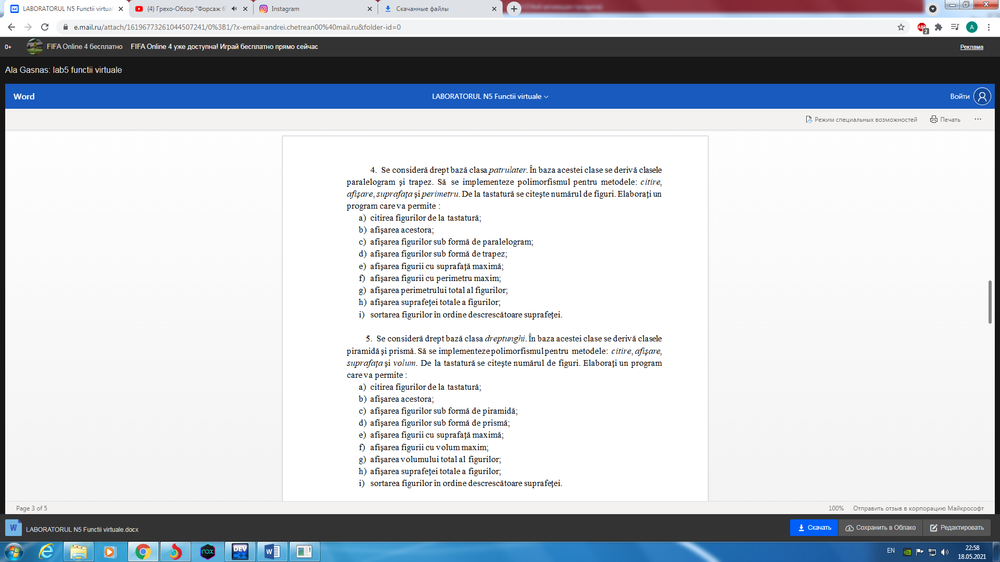 LABORATORUL N5 Functii virtual
(4) Грехо-Обзор "Форсаж 6"
Instagram
Скачанные файлы
e.mail.ru/attach/16196773261044507241/0%3B1/?x-email=andrei.chetrean00%40mail.ru&folder-id=0
ABP
2
A
0+
FIFA Online 4 бесплатно
FIFA Online 4 уже доступна! Играй бесплатно прямо сейчас
Реклама
Ala Gasnas: lab5 functii virtuale
Word
LABORATORUL N5 Functii virtuale
Войти
Режим специальных возможностей
Печать
4. Se consideră drept bază clasa patrulater. În baza acestei clase se derivă clasele
paralelogram şi trapez. Să se implementeze polimorfismul pentru metodele: citire,
afişare, suprafaţa şi perimetru. De la tastatură se citeşte numărul de figuri. Elaboraţi un
program care va permite :
a) citirea figurilor de la tastatură;
b) afişarea acestora;
c) afişarea figurilor sub formă de paralelogram;
d) afişarea figurilor sub formă de trapez;
e) afişarea figurii cu suprafaţă maximă;
f) afişarea figurii cu perimetru maxim;
g) afişarea perimetrului total al figurilor;
h) afişarea suprafeţei totale a figurilor;
i) sortarea figurilor în ordine descrescătoare suprafeţei.
5. Se consideră drept bază clasa dreptunghi. În baza acestei clase se derivă clasele
piramidă şi prismă. Să se implementeze polimorfismul pentru metodele: citire, afişare,
suprafaţa şi volum. De la tastatură se citeşte numărul de figuri. Elaboraţi un program
care va permite :
a) citirea figurilor de la tastatură;
b) afişarea acestora;
c) afişarea figurilor sub formă de piramidă;
d) afişarea figurilor sub formă de prismă;
e) afişarea figurii cu suprafaţă maximă;
f) afişarea figurii cu volum maxim;
g) afişarea volumului total al figurilor;
h) afişarea suprafeţei totale a figurilor;
i) sortarea figurilor în ordine descrescătoare suprafeţei.
Page 3 of 5
100%
Отправить отзыв в корпорацию Майкрософт
W
LABORATORUL N5 Functii virtuale.docx
Скачать
Сохранить в Облако
Редактировать
nox
DEV
C++
W
EN
22:58
18.05.2021